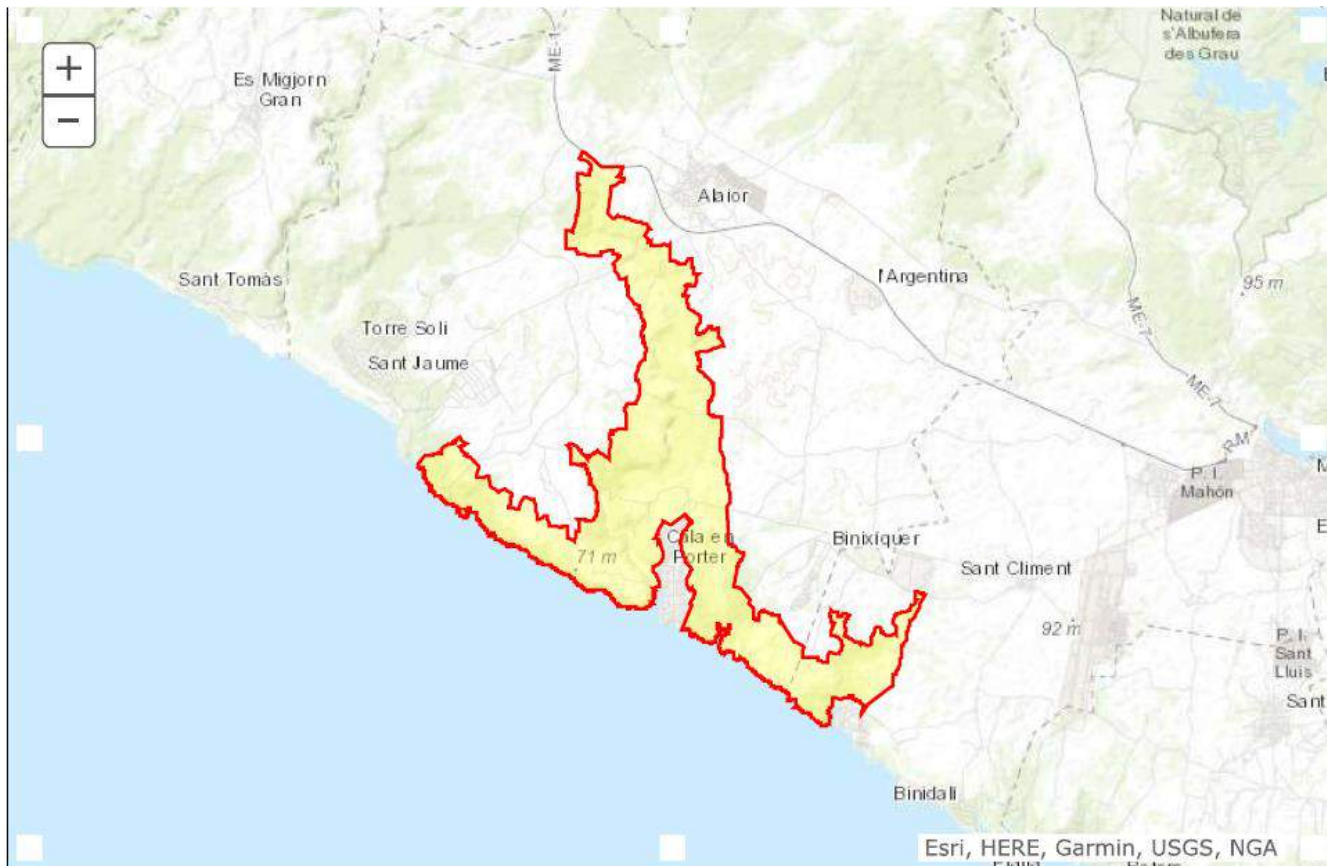 Natural de
s'Albufera
des Grau
ME-1
+
Es Migjorn
Gran
−
Alaior
Sant Tomàs
l'Argentina
95 m
Torre Soli
ME-7
Sant Jaume
ME-7
RM
P. I.
Mahón
Cala en
Porter
Binixíquer
71 m
Sant Climent
92 m
P. I.
Sant
Lluis
Sant
Binidalí
Esri, HERE, Garmin, USGS, NGA